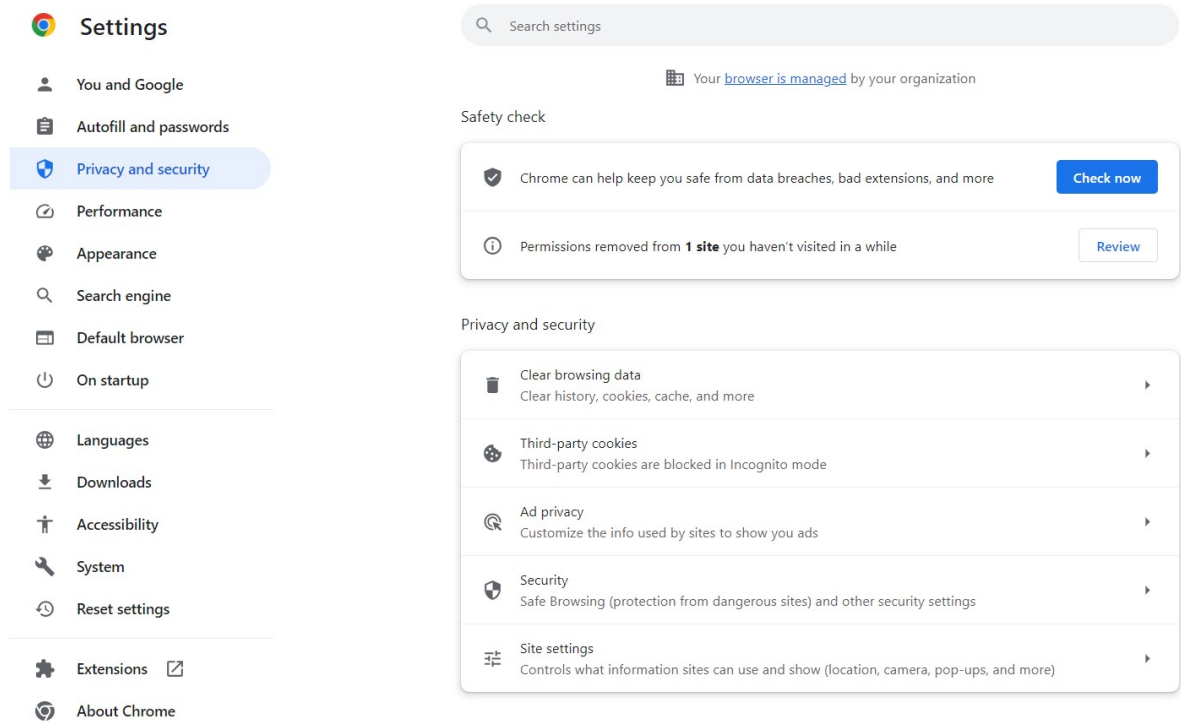 Settings
Search settings
You and Google
Autofill and passwords
Privacy and security
Performance
Appearance
Search engine
Default browser
On startup
Languages
Downloads
Accessibility
System
Reset settings
Extensions
About Chrome
Your browser is managed by your organization
Safety check
Chrome can help keep you safe from data breaches, bad extensions, and more
Check now
Permissions removed from 1 site you haven't visited in a while
Review
Privacy and security
Clear browsing data
Clear history, cookies, cache, and more
Third-party cookies
Third-party cookies are blocked in Incognito mode
Ad privacy
Customize the info used by sites to show you ads
Security
Safe Browsing (protection from dangerous sites) and other security settings
Site settings
Controls what information sites can use and show (location, camera, pop-ups, and more)